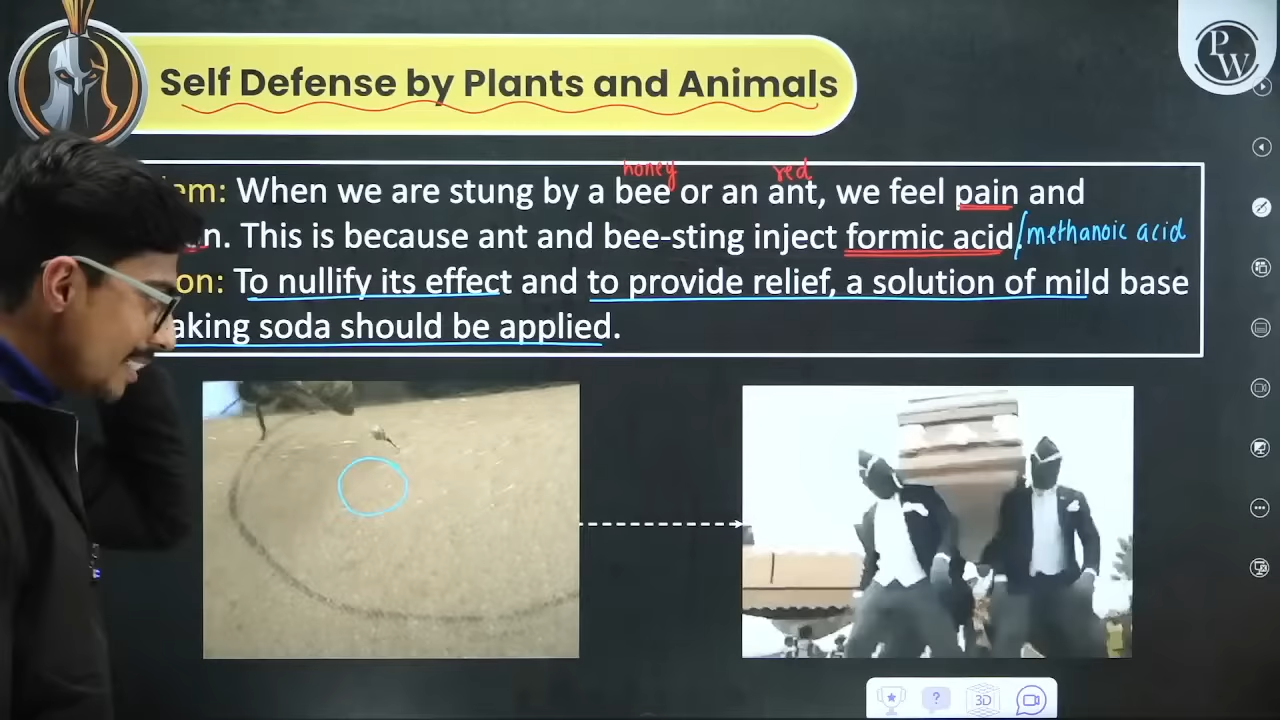 Self Defense by Plants and Animals
PW
honey red
em: When we are stung by a bee or an ant, we feel pain and
n. This is because ant and bee-sting inject formic acid./methanoic acid
on: To nullify its effect and to provide relief, a solution of mild base
aking soda should be applied.
? 3D